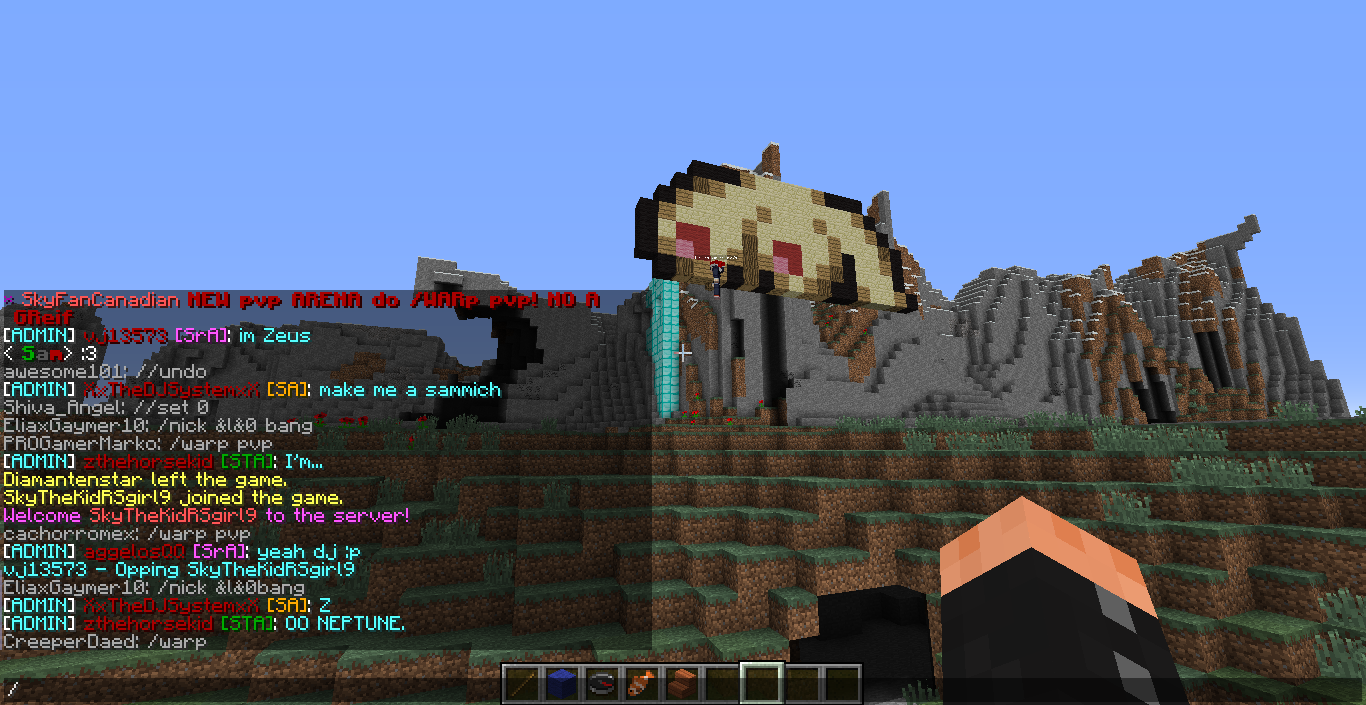 * SkyFanCanadian NEW pvp ARENA do /WARp pvp! NO A
GReif
[ADMIN] vj13573 [SrA]: im Zeus
< Sam> :3
awesome101: //undo
[ADMIN] XxTheDJSystemxX [SA]: make me a sammich
Shiva_Angel: //set 0
EliaxGaymer10: /nick &l&0 bang
PROGamerMarko: /warp pvp
[ADMIN] zthehorsekid [STA]: I'm...
Diamantenstar left the game.
SkyTheKidRSgirl9 joined the game.
Welcome SkyTheKidRSgirl9 to the server!
cachorromex: /warp pvp
[ADMIN] aggelosQQ [SrA]: yeah dj :p
vj13573 - Opping SkyTheKidRSgirl9
EliaxGaymer10: /nick &l&0bang
[ADMIN] XxTheDJSystemxX [SA]: Z
[ADMIN] zthehorsekid [STA]: OO NEPTUNE.
CreeperDaed: /warp
/